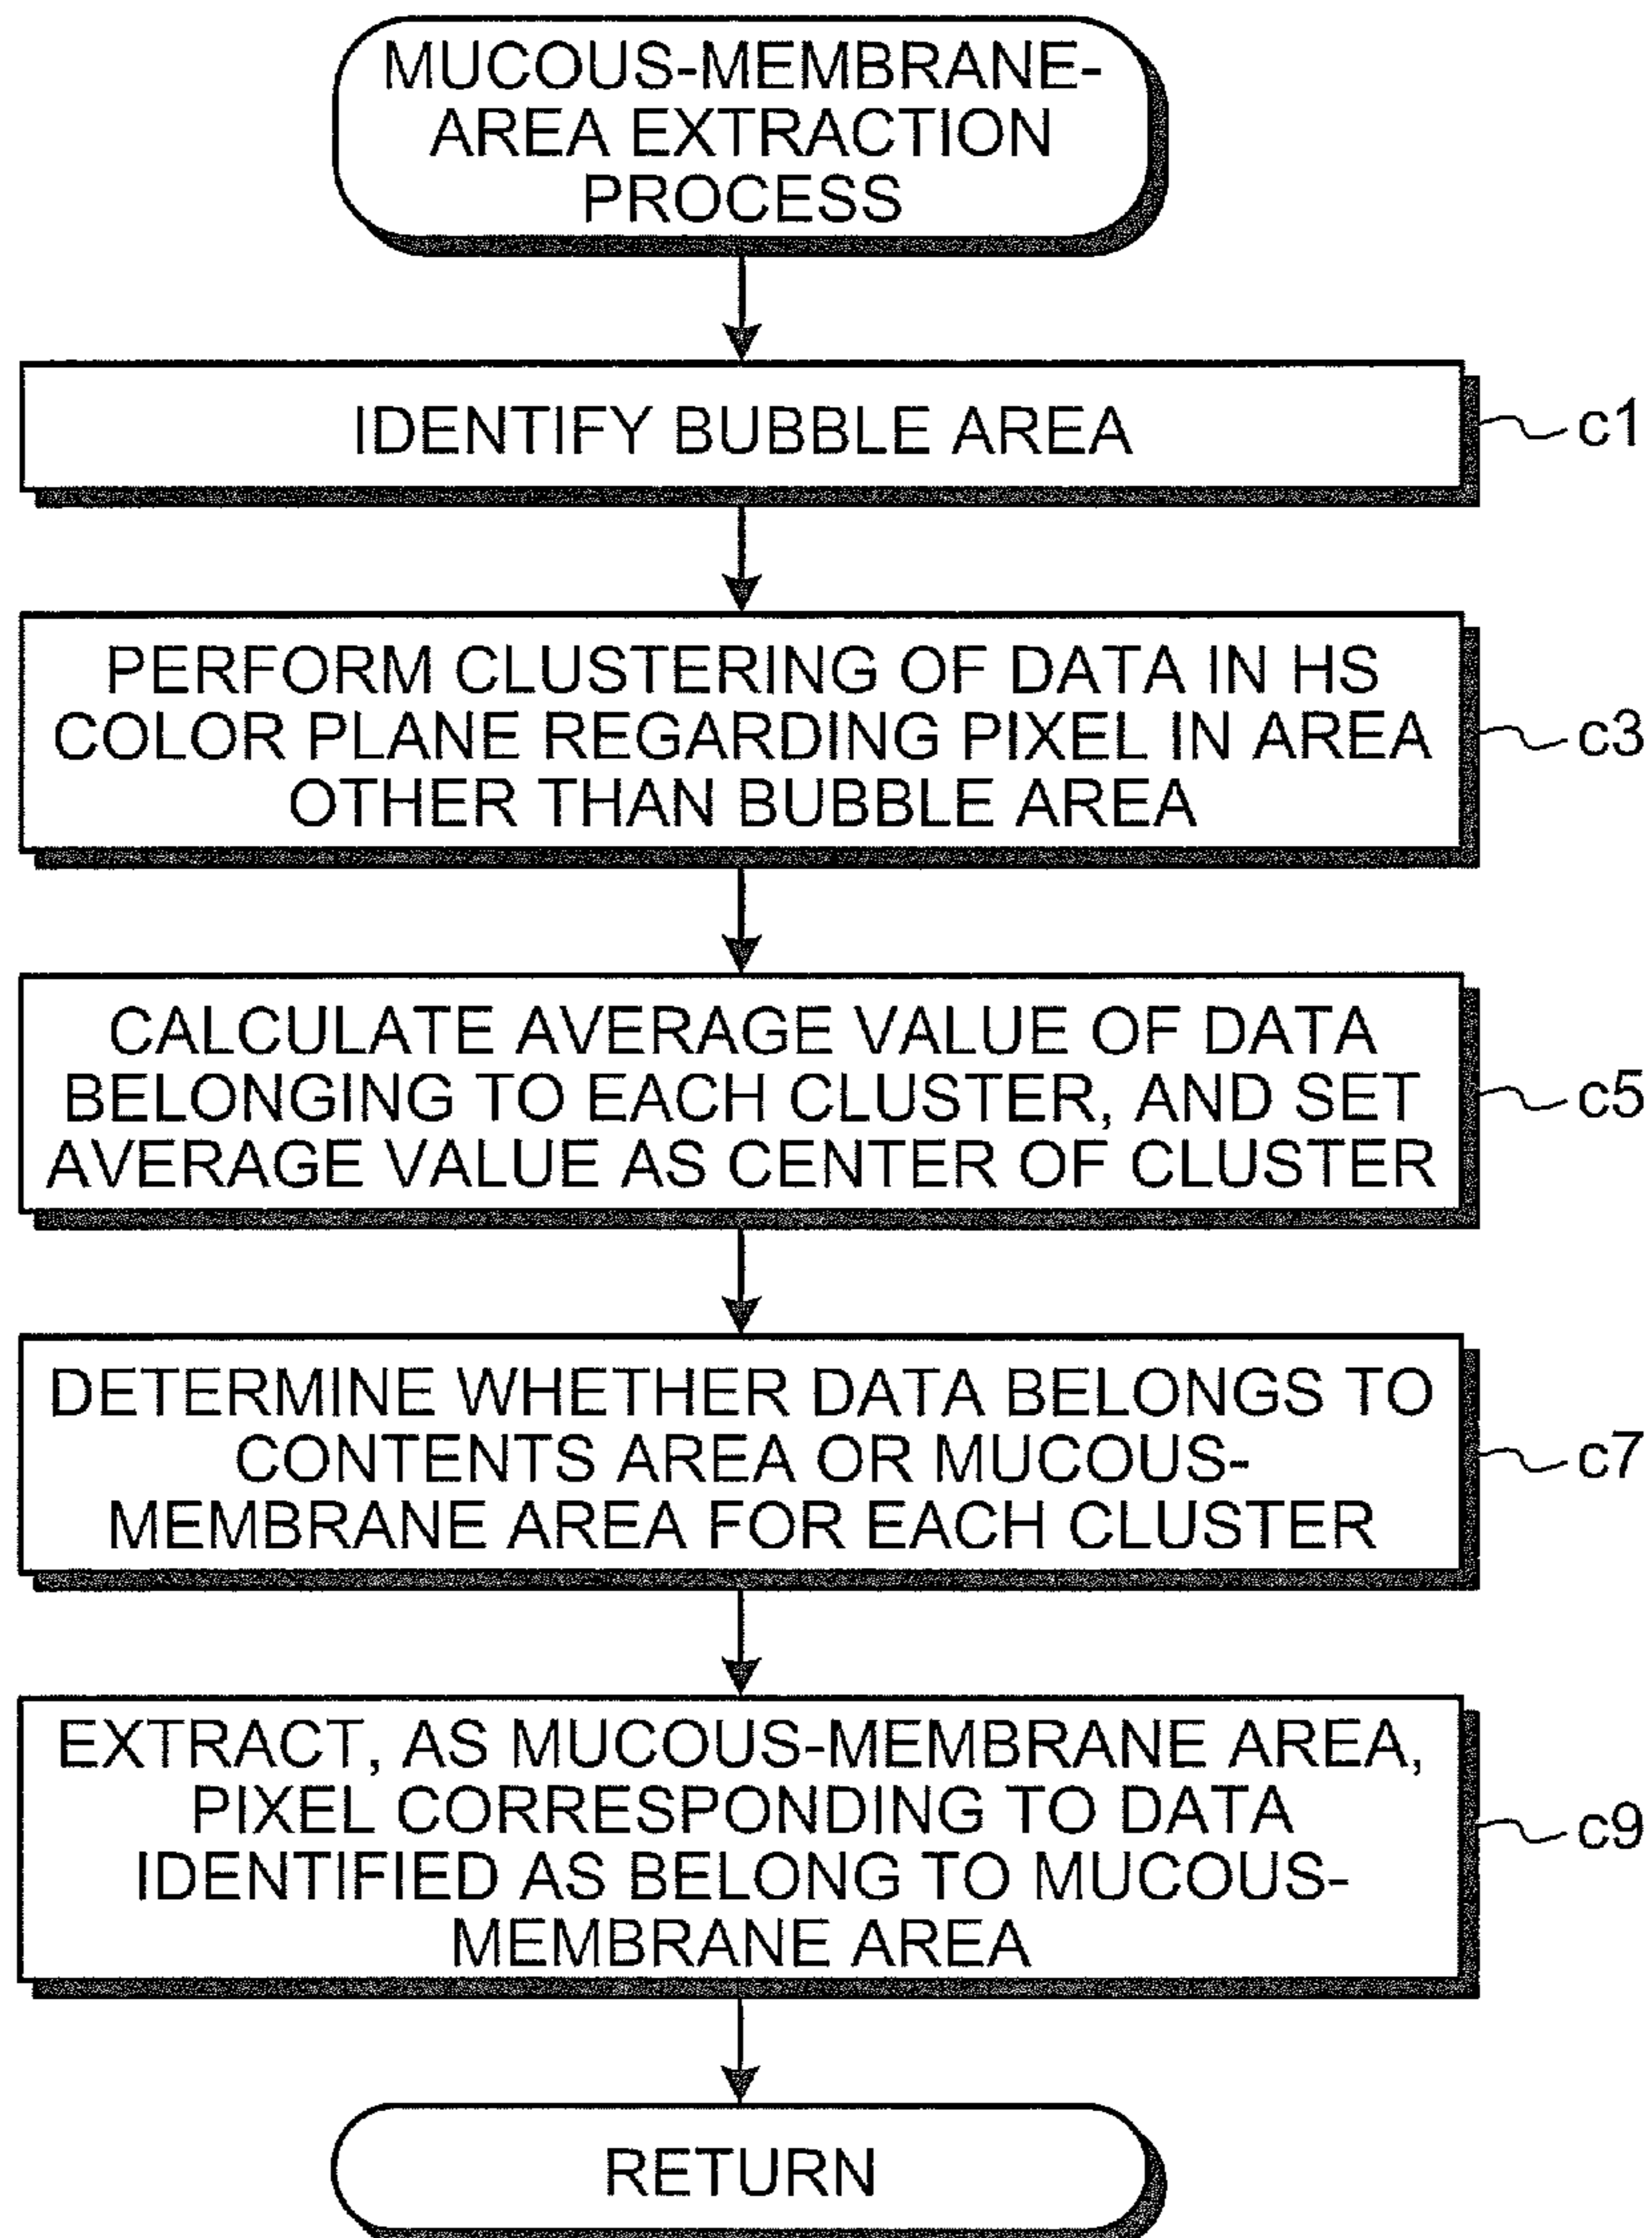 MUCOUS-MEMBRANE-
AREA EXTRACTION
PROCESS
IDENTIFY BUBBLE AREA
c1
PERFORM CLUSTERING OF DATA IN HS
COLOR PLANE REGARDING PIXEL IN AREA
OTHER THAN BUBBLE AREA
c3
CALCULATE AVERAGE VALUE OF DATA
BELONGING TO EACH CLUSTER, AND SET
AVERAGE VALUE AS CENTER OF CLUSTER
c5
DETERMINE WHETHER DATA BELONGS TO
CONTENTS AREA OR MUCOUS-
MEMBRANE AREA FOR EACH CLUSTER
c7
EXTRACT, AS MUCOUS-MEMBRANE AREA,
PIXEL CORRESPONDING TO DATA
IDENTIFIED AS BELONG TO MUCOUS-
MEMBRANE AREA
c9
RETURN